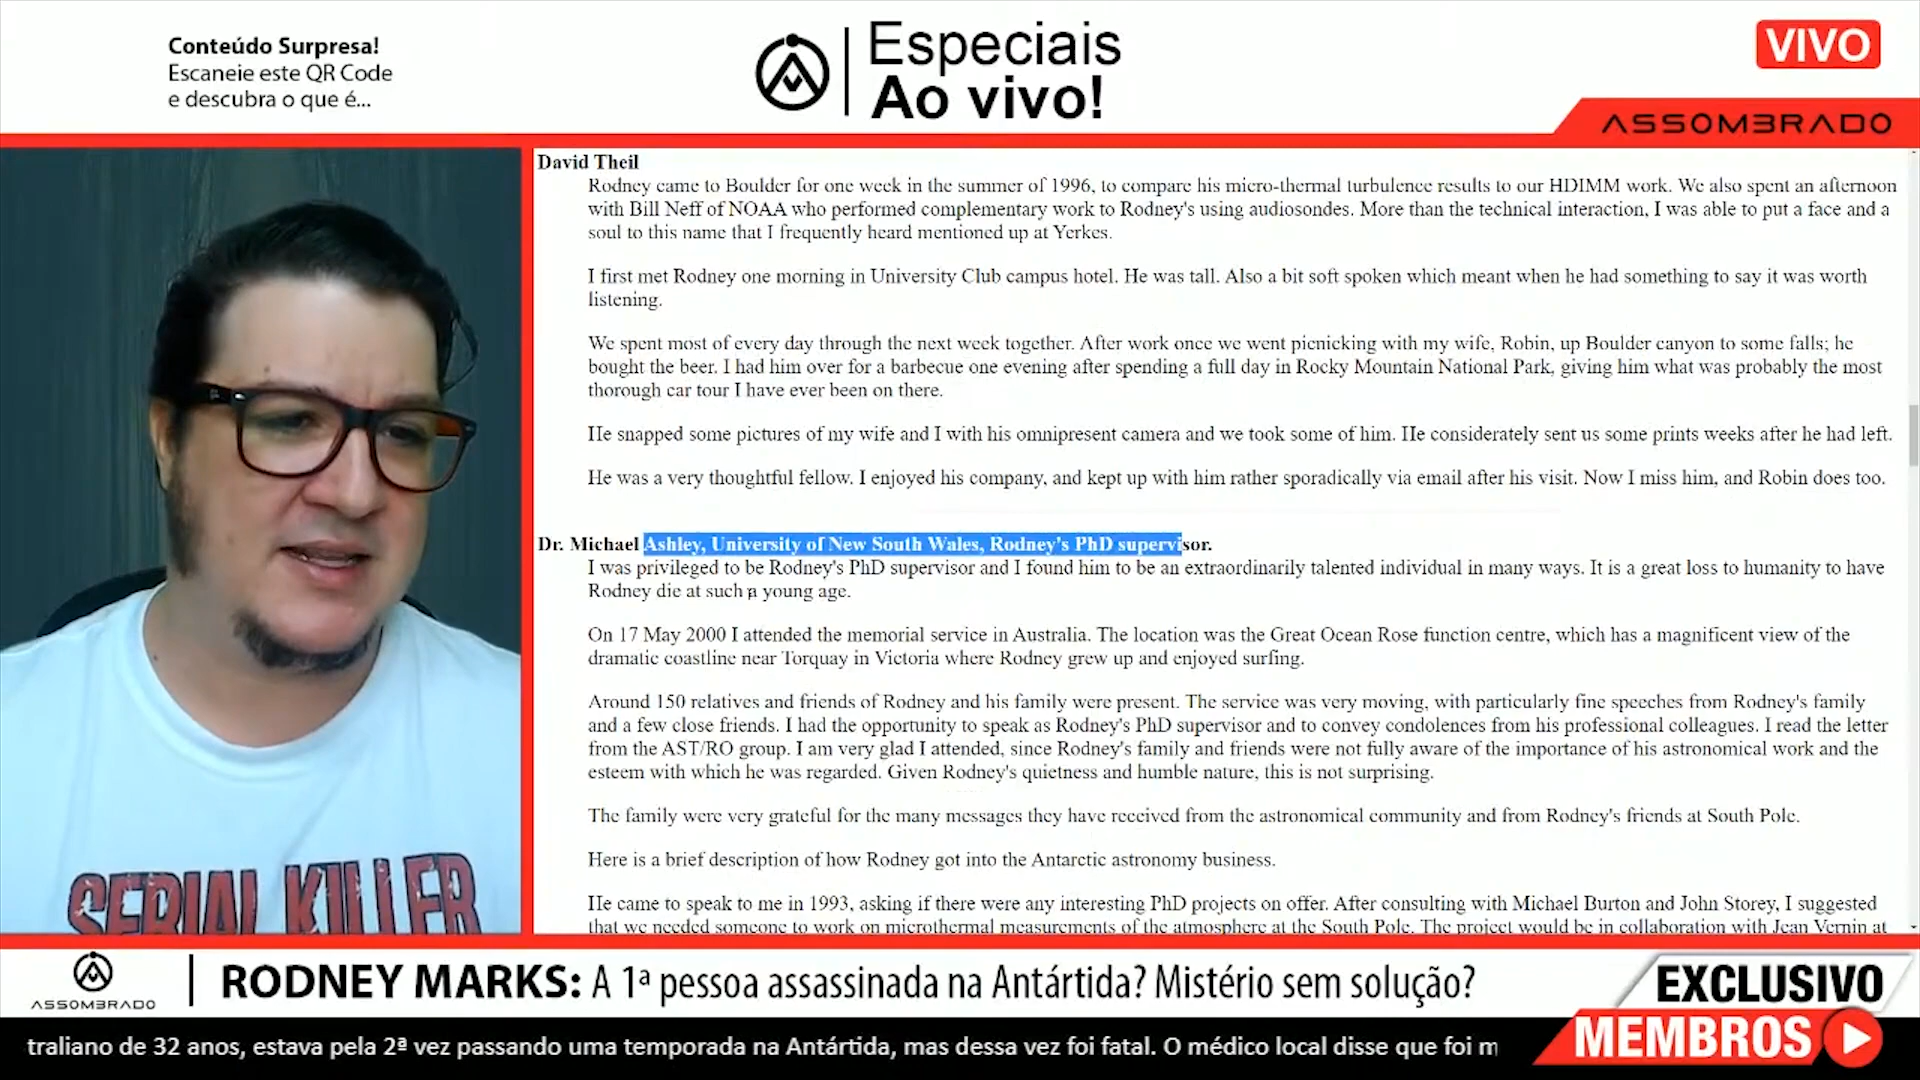 Conteúdo Surpresa!
Escaneie este QR Code
e descubra o que é...
Especiais
Ao vivo!
VIVO
ASSOMBRADO
David Theil
Rodney came to Boulder for one week in the summer of 1996, to compare his micro-thermal turbulence results to our HDIMM work. We also spent an afternoon
with Bill Neff of NOAA who performed complementary work to Rodney's using audiosondes. More than the technical interaction, I was able to put a face and a
soul to this name that I frequently heard mentioned up at Yerkes.
I first met Rodney one morning in University Club campus hotel. He was tall. Also a bit soft spoken which meant when he had something to say it was worth
listening.
We spent most of every day through the next week together. After work once we went picnicking with my wife, Robin, up Boulder canyon to some falls; he
bought the beer. I had him over for a barbecue one evening after spending a full day in Rocky Mountain National Park, giving him what was probably the most
thorough car tour I have ever been on there.
He snapped some pictures of my wife and I with his omnipresent camera and we took some of him. He considerately sent us some prints weeks after he had left.
He was a very thoughtful fellow. I enjoyed his company, and kept up with him rather sporadically via email after his visit. Now I miss him, and Robin does too.
Dr. Michael Ashley, University of New South Wales, Rodney's PhD supervisor.
I was privileged to be Rodney's PhD supervisor and I found him to be an extraordinarily talented individual in many ways. It is a great loss to humanity to have
Rodney die at such a young age.
On 17 May 2000 I attended the memorial service in Australia. The location was the Great Ocean Rose function centre, which has a magnificent view of the
dramatic coastline near Torquay in Victoria where Rodney grew up and enjoyed surfing.
Around 150 relatives and friends of Rodney and his family were present. The service was very moving, with particularly fine speeches from Rodney's family
and a few close friends. I had the opportunity to speak as Rodney's PhD supervisor and to convey condolences from his professional colleagues. I read the letter
from the AST/RO group. I am very glad I attended, since Rodney's family and friends were not fully aware of the importance of his astronomical work and the
esteem with which he was regarded. Given Rodney's quietness and humble nature, this is not surprising.
The family were very grateful for the many messages they have received from the astronomical community and from Rodney's friends at South Pole.
Here is a brief description of how Rodney got into the Antarctic astronomy business.
He came to speak to me in 1993, asking if there were any interesting PhD projects on offer. After consulting with Michael Burton and John Storey, I suggested
that we needed someone to work on microthermal measurements of the atmosphere at the South Pole. The project would be in collaboration with Jean Vernin at
SERIAL KILLER
ASSOMBRADO
RODNEY MARKS: A 1ª pessoa assassinada na Antártida? Mistério sem solução?
EXCLUSIVO
MEMBROS
traliano de 32 anos, estava pela 2ª vez passando uma temporada na Antártida, mas dessa vez foi fatal. O médico local disse que foi m